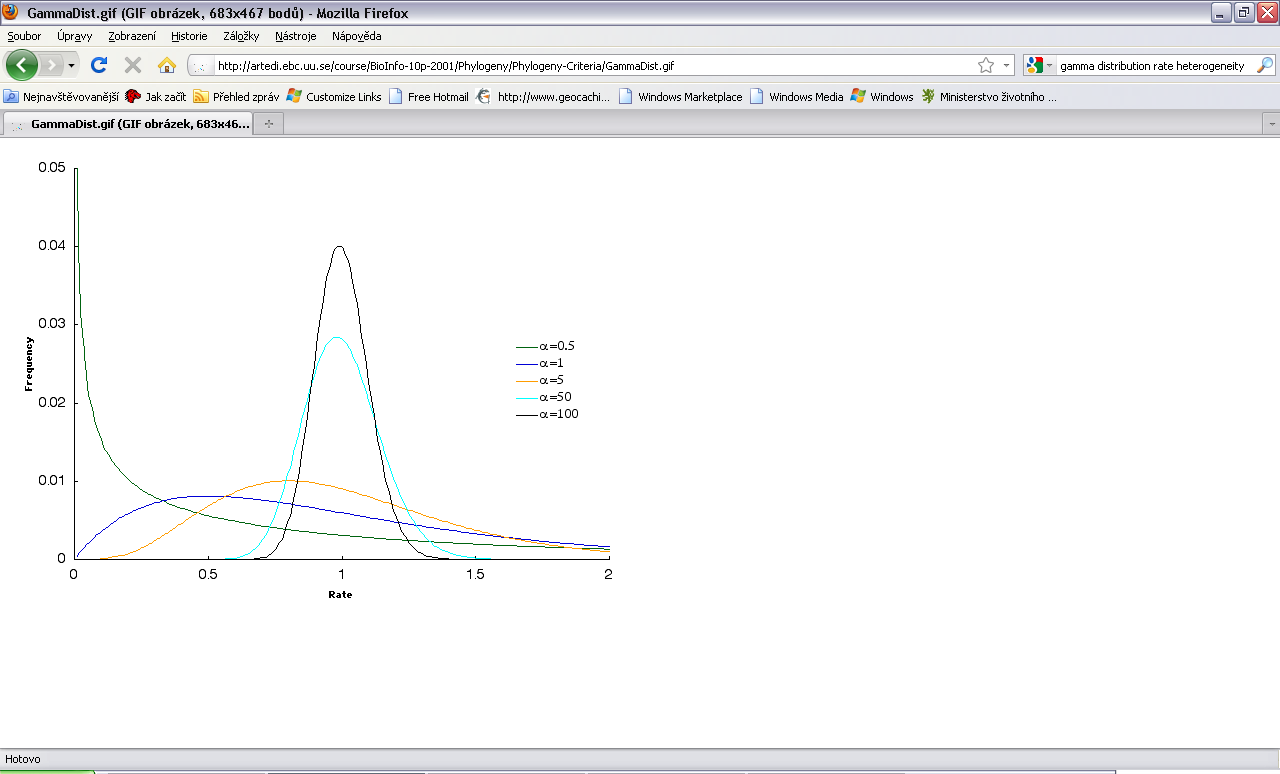 GammaDist.gif (GIF obrázek, 683x467 bodů) - Mozilla Firefox
Soubor Úpravy Zobrazení Historie Záložky Nástroje Nápověda
http://artedi.ebc.uu.se/course/BioInfo-10p-2001/Phylogeny/Phylogeny-Criteria/GammaDist.gif gamma distribution rate heterogeneity
Nejnavštěvovanější Jak začít Přehled zpráv Customize Links Free Hotmail http://www.geocachi... Windows Marketplace Windows Media Windows Ministerstvo životního ...
GammaDist.gif (GIF obrázek, 683x46...
0.05
0.04
0.03
0.02
0.01
0
Frequency
α=0.5
α=1
α=5
α=50
α=100
0 0.5 1 1.5 2
Rate
Hotovo